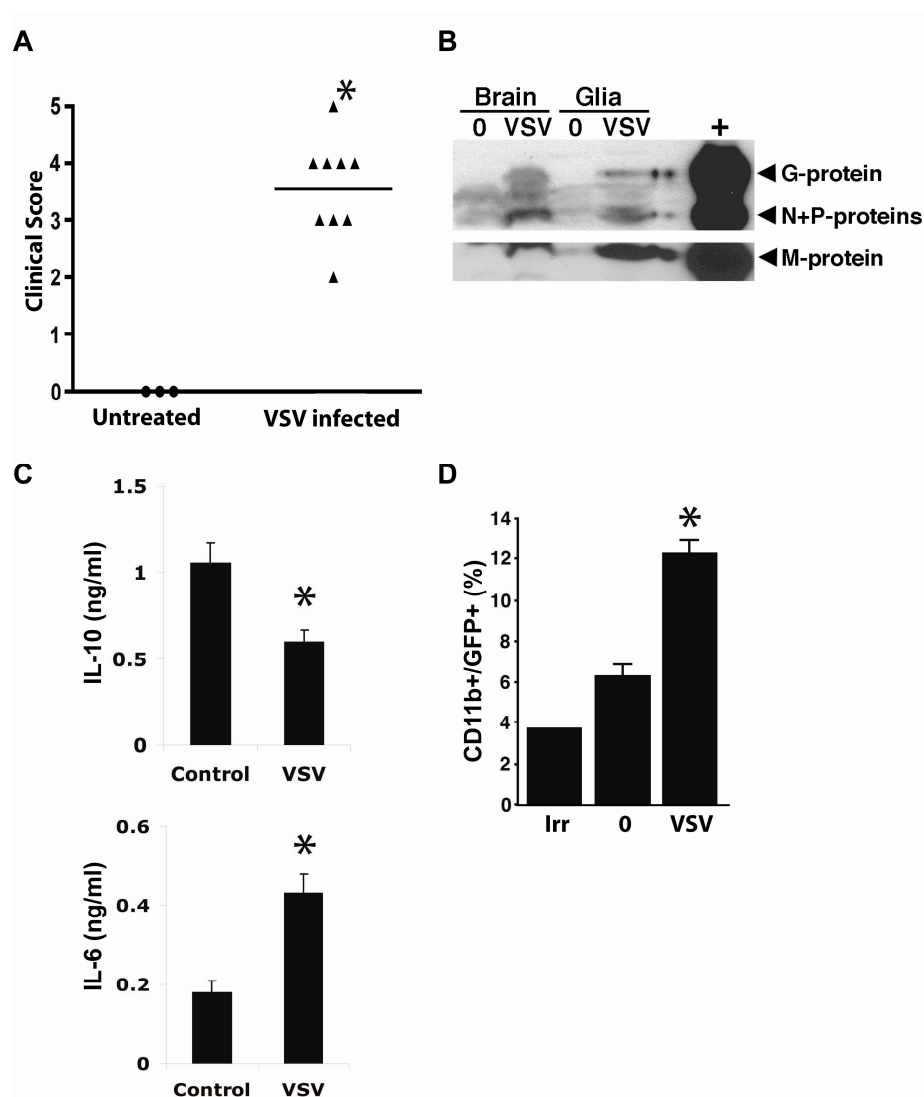 A
Clinical Score
5
4
3
2
1
0
*
Untreated VSV infected
B
Brain Glia
0 VSV 0 VSV +
G-protein
N+P-proteins
M-protein
C
IL-10 (ng/ml)
1.5
1
0.5
0
*
Control VSV
IL-6 (ng/ml)
0.6
0.4
0.2
0
*
Control VSV
D
CD11b+/GFP+ (%)
14
12
10
8
6
4
2
0
*
Irr 0 VSV